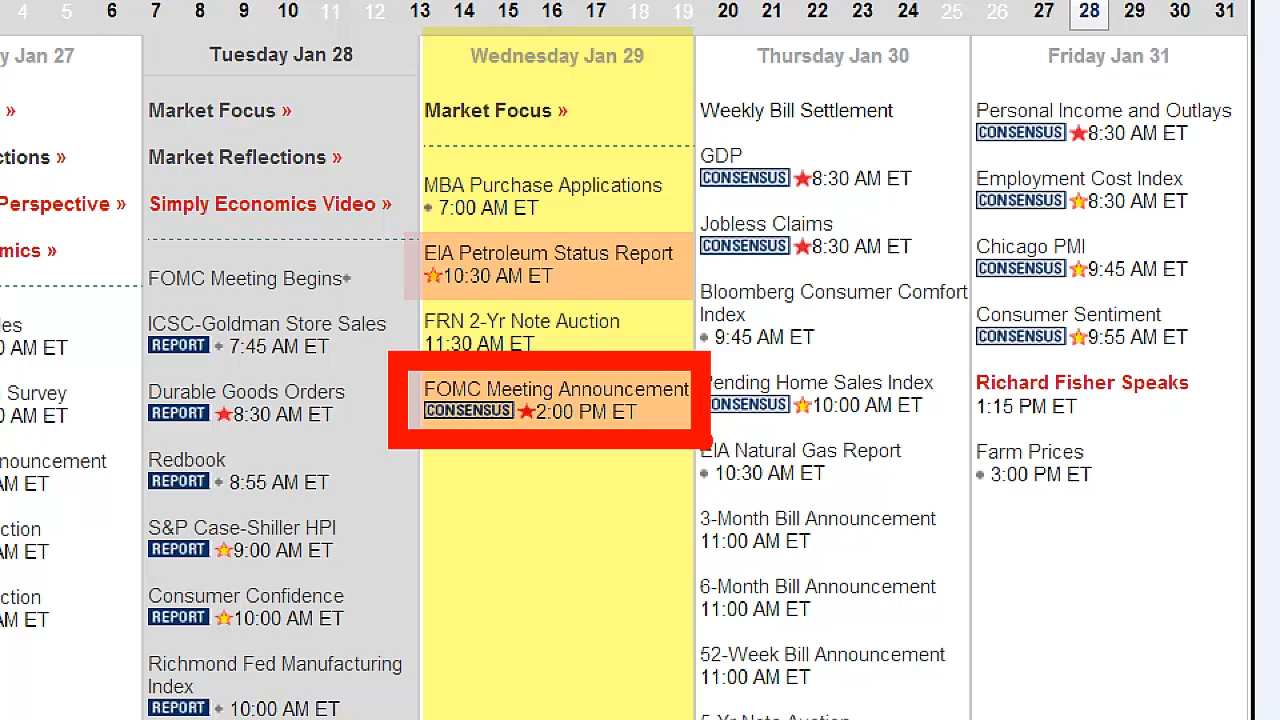 4 5 6 7 8 9 10 11 12 13 14 15 16 17 18 19 20 21 22 23 24 25 26 27 28 29 30 31
y Jan 27
»
ctions »
Perspective »
mics »
les
0 AM ET
Survey
0 AM ET
nouncement
AM ET
ction
AM ET
ction
AM ET
Tuesday Jan 28
Market Focus »
Market Reflections »
Simply Economics Video »
FOMC Meeting Begins
ICSC-Goldman Store Sales
REPORT 7:45 AM ET
Durable Goods Orders
REPORT 8:30 AM ET
Redbook
REPORT 8:55 AM ET
S&P Case-Shiller HPI
REPORT 9:00 AM ET
Consumer Confidence
REPORT 10:00 AM ET
Richmond Fed Manufacturing
Index
REPORT 10:00 AM ET
Wednesday Jan 29
Market Focus »
MBA Purchase Applications
7:00 AM ET
EIA Petroleum Status Report
10:30 AM ET
FRN 2-Yr Note Auction
11:30 AM ET
FOMC Meeting Announcement
CONSENSUS 2:00 PM ET
Thursday Jan 30
Weekly Bill Settlement
GDP
CONSENSUS 8:30 AM ET
Jobless Claims
CONSENSUS 8:30 AM ET
Bloomberg Consumer Comfort
Index
9:45 AM ET
Pending Home Sales Index
CONSENSUS 10:00 AM ET
EIA Natural Gas Report
10:30 AM ET
3-Month Bill Announcement
11:00 AM ET
6-Month Bill Announcement
11:00 AM ET
52-Week Bill Announcement
11:00 AM ET
5-Yr Note Auction
Friday Jan 31
Personal Income and Outlays
CONSENSUS 8:30 AM ET
Employment Cost Index
CONSENSUS 8:30 AM ET
Chicago PMI
CONSENSUS 9:45 AM ET
Consumer Sentiment
CONSENSUS 9:55 AM ET
Richard Fisher Speaks
1:15 PM ET
Farm Prices
3:00 PM ET